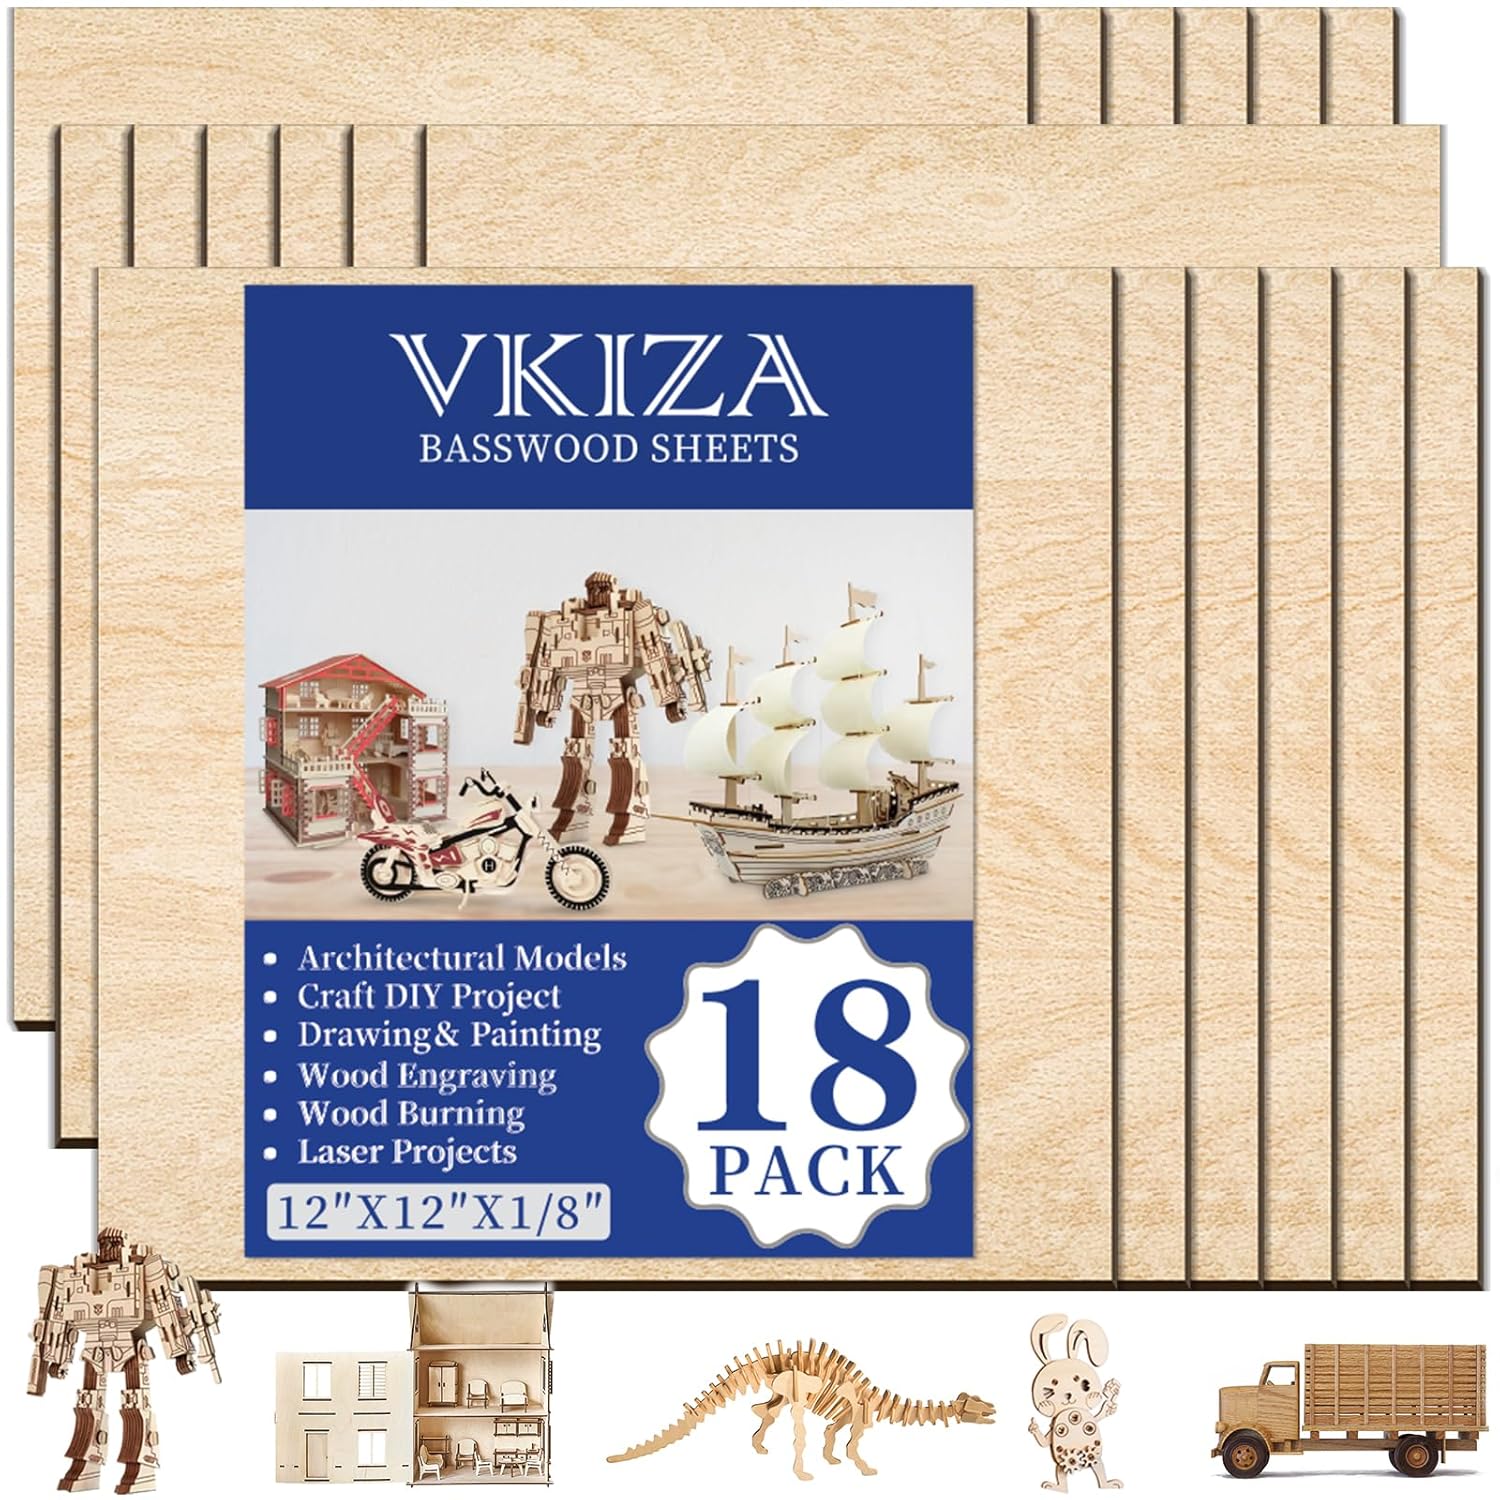 VKIZA
BASSWOOD SHEETS
• Architectural Models
• Craft DIY Project
• Drawing& Painting
• Wood Engraving
• Wood Burning
• Laser Projects
12"X12"X1/8"
18
PACK